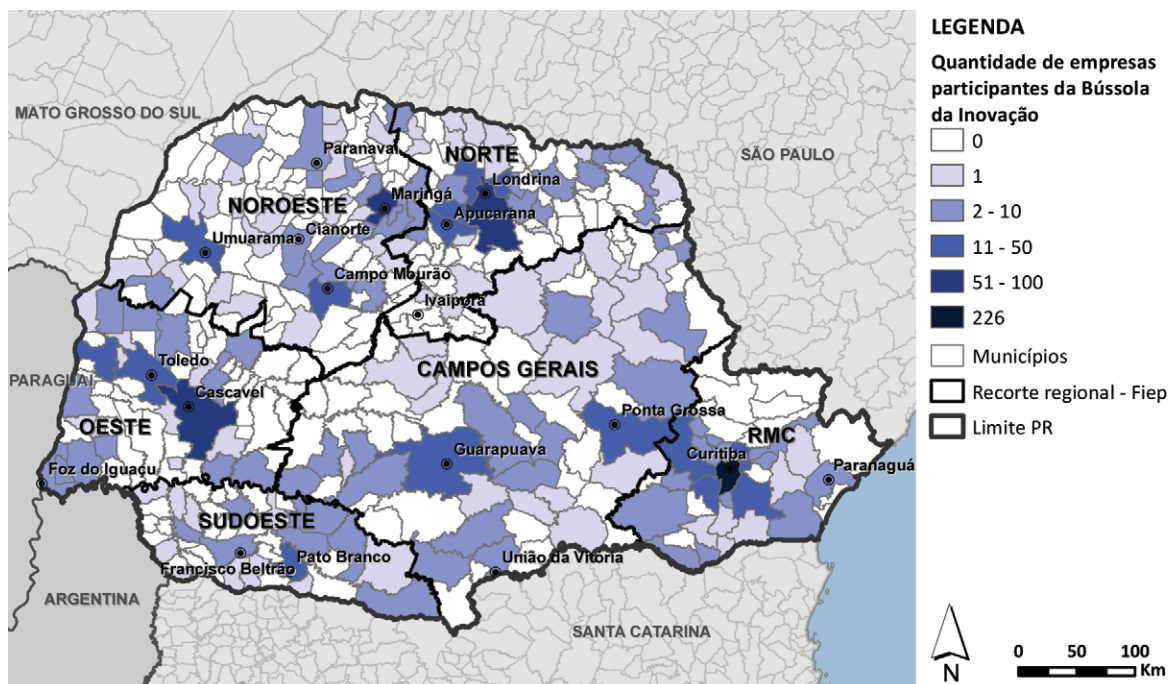 MATO GROSSO DO SUL
SÃO PAULO
PARAGUAI
ARGENTINA
SANTA CATARINA
NORTE
NOROESTE
CAMPOS GERAIS
OESTE
SUDOESTE
RMC
Paranavaí
Londrina
Maringá
Apucarana
Umuarama
Cianorte
Campo Mourão
Ivaiporã
Toledo
Cascavel
Ponta Grossa
Curitiba
Paranaguá
Guarapuava
Foz do Iguaçu
Pato Branco
Francisco Beltrão
União da Vitória
LEGENDA
Quantidade de empresas
participantes da Bússola
da Inovação
0
1
2 - 10
11 - 50
51 - 100
226
Municípios
Recorte regional - Fiep
Limite PR
N
0 50 100
Km